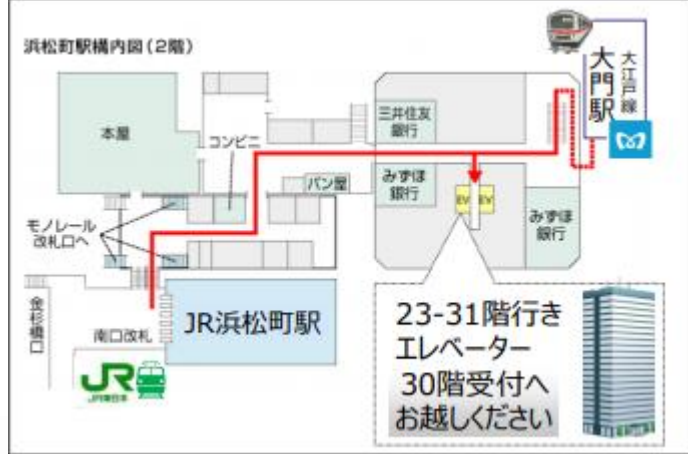 浜松町駅構内図(2階)
本屋
コンビニ
三井住友
銀行
大門駅
大江戸線
パン屋
みずほ
銀行
EV
EV
みずほ
銀行
モノレール
改札口へ
金杉橋口
南口改札
JR浜松町駅
JR
JR東日本
23-31階行き
エレベーター
30階受付へ
お越しください